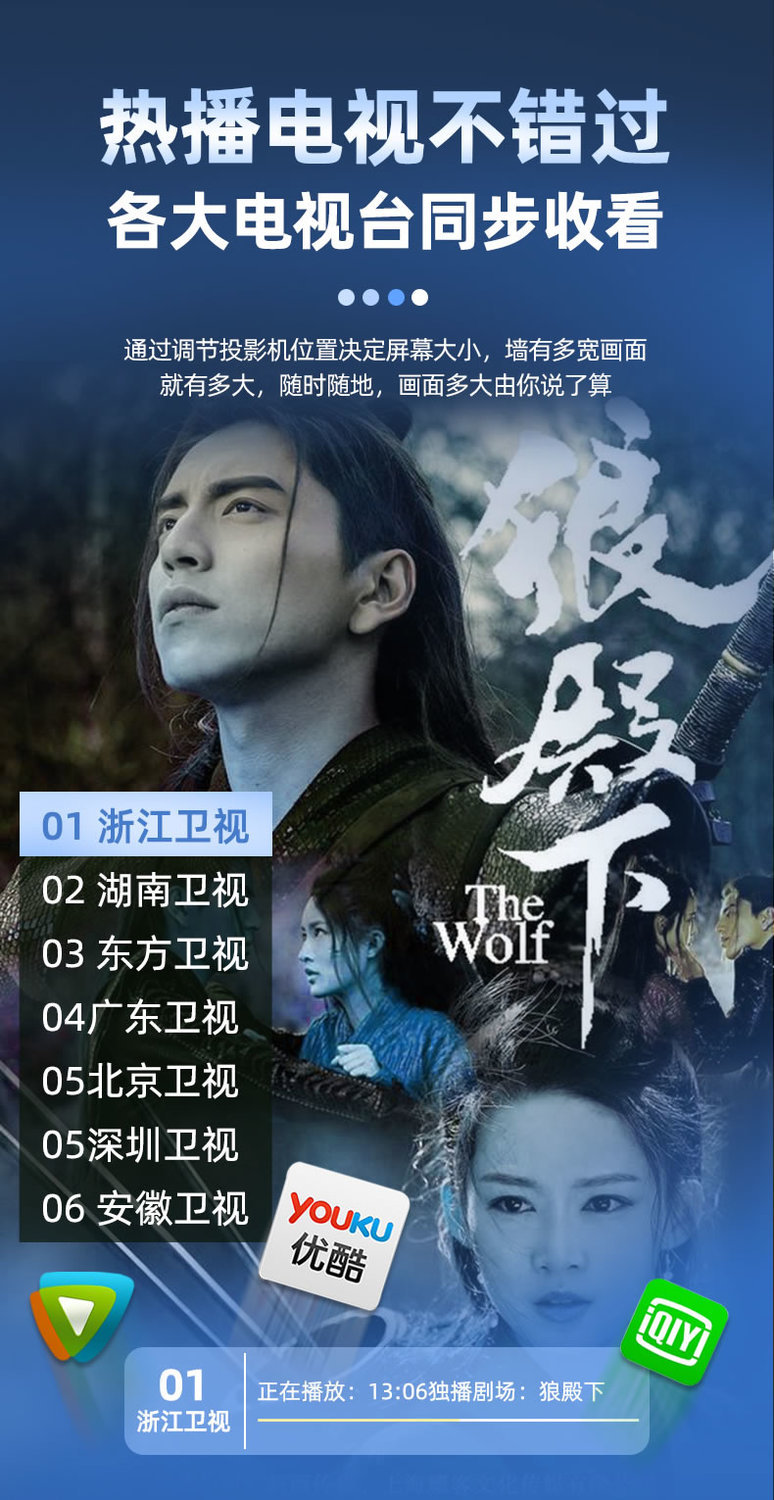 热播电视不错过
各大电视台同步收看
通过调节投影机位置决定屏幕大小，墙有多宽画面
就有多大，随时随地，画面多大由你说了算
狼殿下
The
Wolf
01 浙江卫视
02 湖南卫视
03 东方卫视
04广东卫视
05北京卫视
05深圳卫视
06 安徽卫视
YOUKU
优酷
iQIYI
01
浙江卫视
正在播放：13:06独播剧场：狼殿下